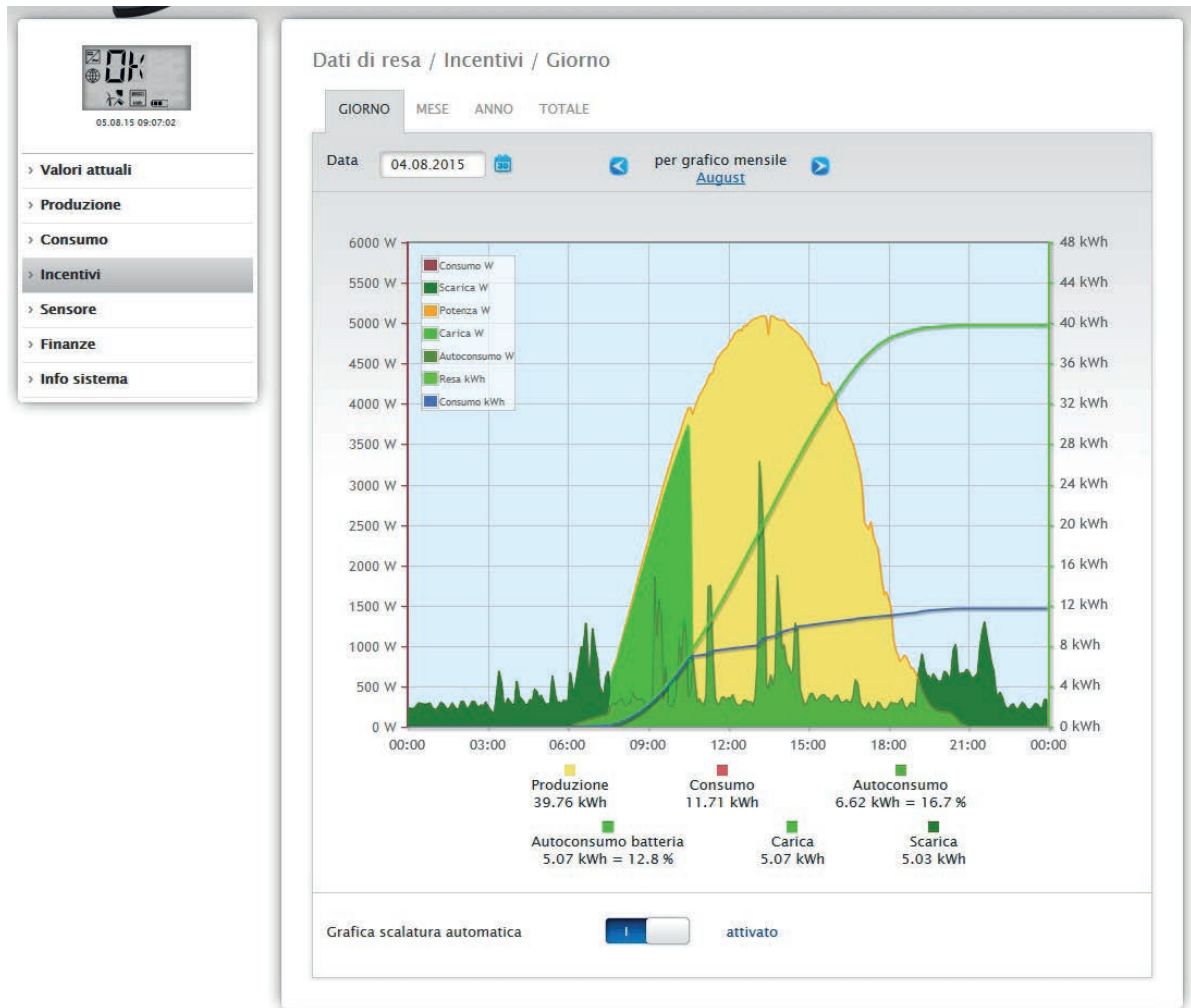 OK
05.08.15 09:07:02
› Valori attuali
› Produzione
› Consumo
› Incentivi
› Sensore
› Finanze
› Info sistema
Dati di resa / Incentivi / Giorno
GIORNO MESE ANNO TOTALE
Data 04.08.2015 per grafico mensile
August
6000 W 48 kWh
5500 W 44 kWh
5000 W 40 kWh
4500 W 36 kWh
4000 W 32 kWh
3500 W 28 kWh
3000 W 24 kWh
2500 W 20 kWh
2000 W 16 kWh
1500 W 12 kWh
1000 W 8 kWh
500 W 4 kWh
0 W 0 kWh
Consumo W
Scarica W
Potenza W
Carica W
Autoconsumo W
Resa kWh
Consumo kWh
00:00 03:00 06:00 09:00 12:00 15:00 18:00 21:00 00:00
Produzione Consumo Autoconsumo
39.76 kWh 11.71 kWh 6.62 kWh = 16.7 %
Autoconsumo batteria Carica Scarica
5.07 kWh = 12.8 % 5.07 kWh 5.03 kWh
Grafica scalatura automatica I attivato